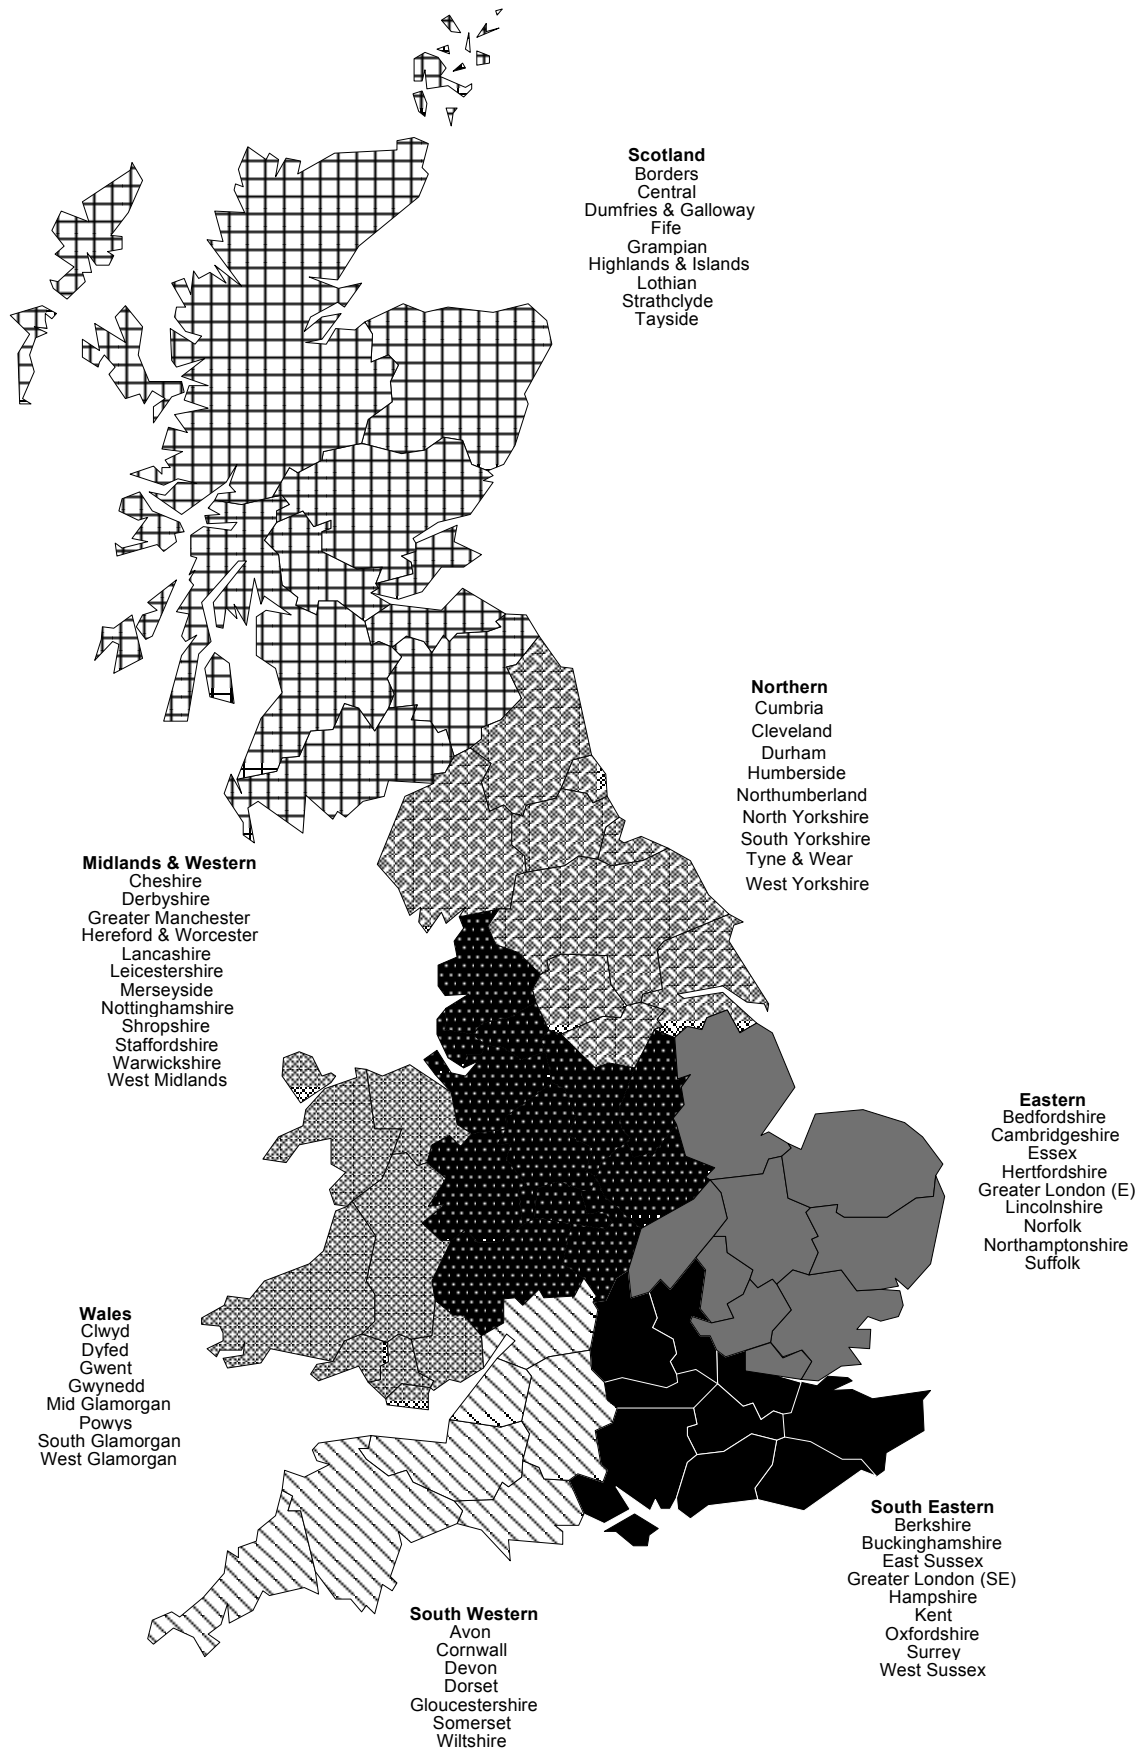 Scotland
Borders
Central
Dumfries & Galloway
Fife
Grampian
Highlands & Islands
Lothian
Strathclyde
Tayside
Northern
Cumbria
Cleveland
Durham
Humberside
Northumberland
North Yorkshire
South Yorkshire
Tyne & Wear
West Yorkshire
Midlands & Western
Cheshire
Derbyshire
Greater Manchester
Hereford & Worcester
Lancashire
Leicestershire
Merseyside
Nottinghamshire
Shropshire
Staffordshire
Warwickshire
West Midlands
Eastern
Bedfordshire
Cambridgeshire
Essex
Hertfordshire
Greater London (E)
Lincolnshire
Norfolk
Northamptonshire
Suffolk
Wales
Clwyd
Dyfed
Gwent
Gwynedd
Mid Glamorgan
Powys
South Glamorgan
West Glamorgan
South Eastern
Berkshire
Buckinghamshire
East Sussex
Greater London (SE)
Hampshire
Kent
Oxfordshire
Surrey
West Sussex
South Western
Avon
Cornwall
Devon
Dorset
Gloucestershire
Somerset
Wiltshire